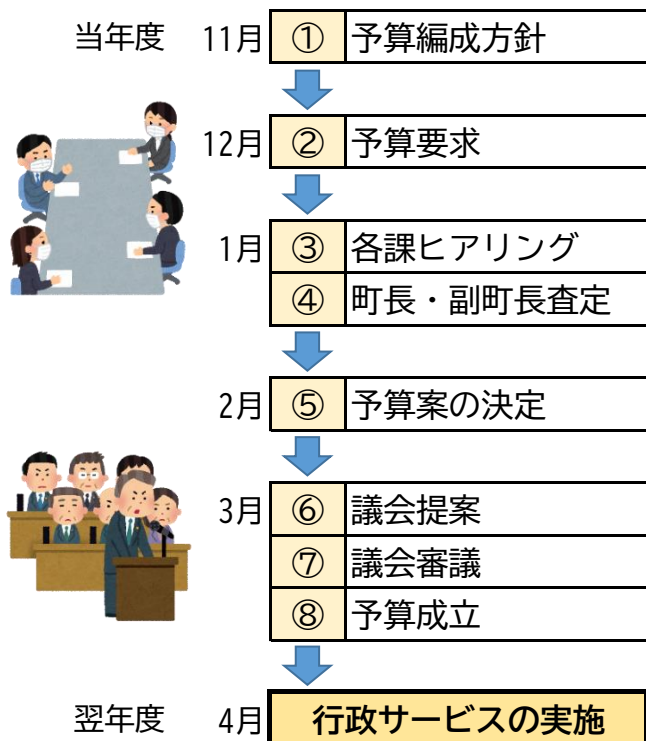 当年度 11月 ① 予算編成方針
12月 ② 予算要求
1月 ③ 各課ヒアリング
④ 町長・副町長査定
2月 ⑤ 予算案の決定
3月 ⑥ 議会提案
⑦ 議会審議
⑧ 予算成立
翌年度 4月 行政サービスの実施